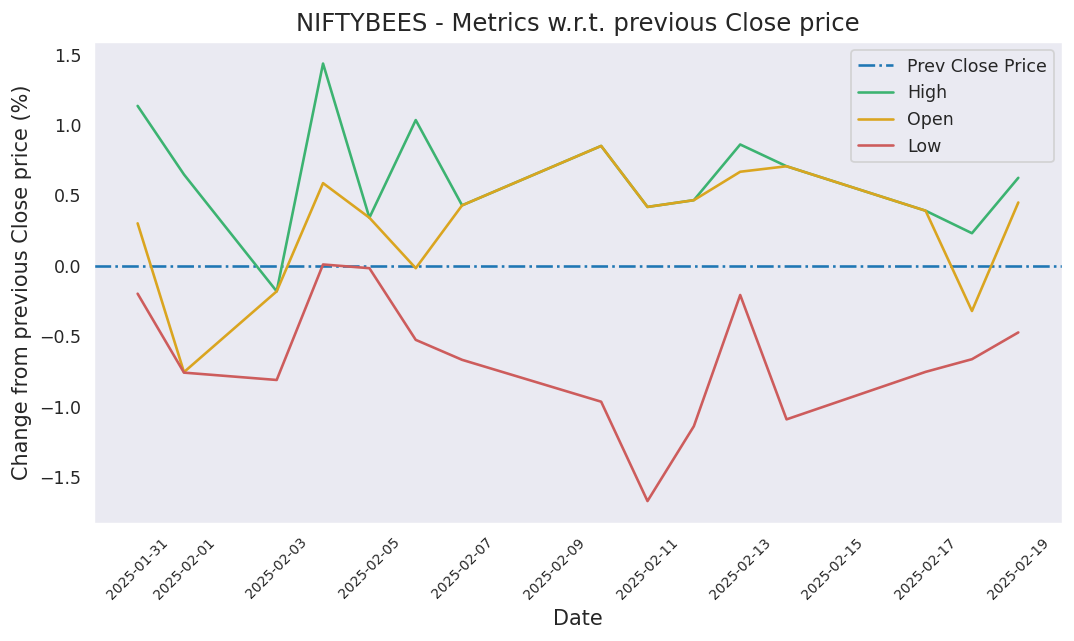 NIFTYBEES - Metrics w.r.t. previous Close price
Change from previous Close price (%)
1.5
1.0
0.5
0.0
−0.5
−1.0
−1.5
Prev Close Price
High
Open
Low
2025-01-31
2025-02-01
2025-02-03
2025-02-05
2025-02-07
2025-02-09
2025-02-11
2025-02-13
2025-02-15
2025-02-17
2025-02-19
Date